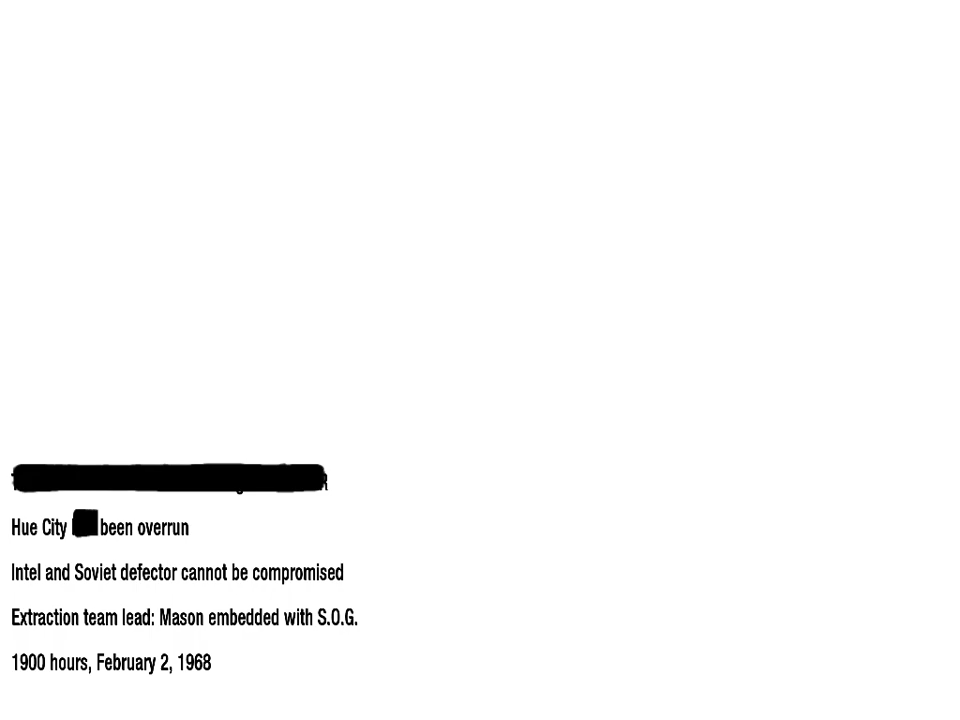 Hue City been overrun
Intel and Soviet defector cannot be compromised
Extraction team lead: Mason embedded with S.O.G.
1900 hours, February 2, 1968